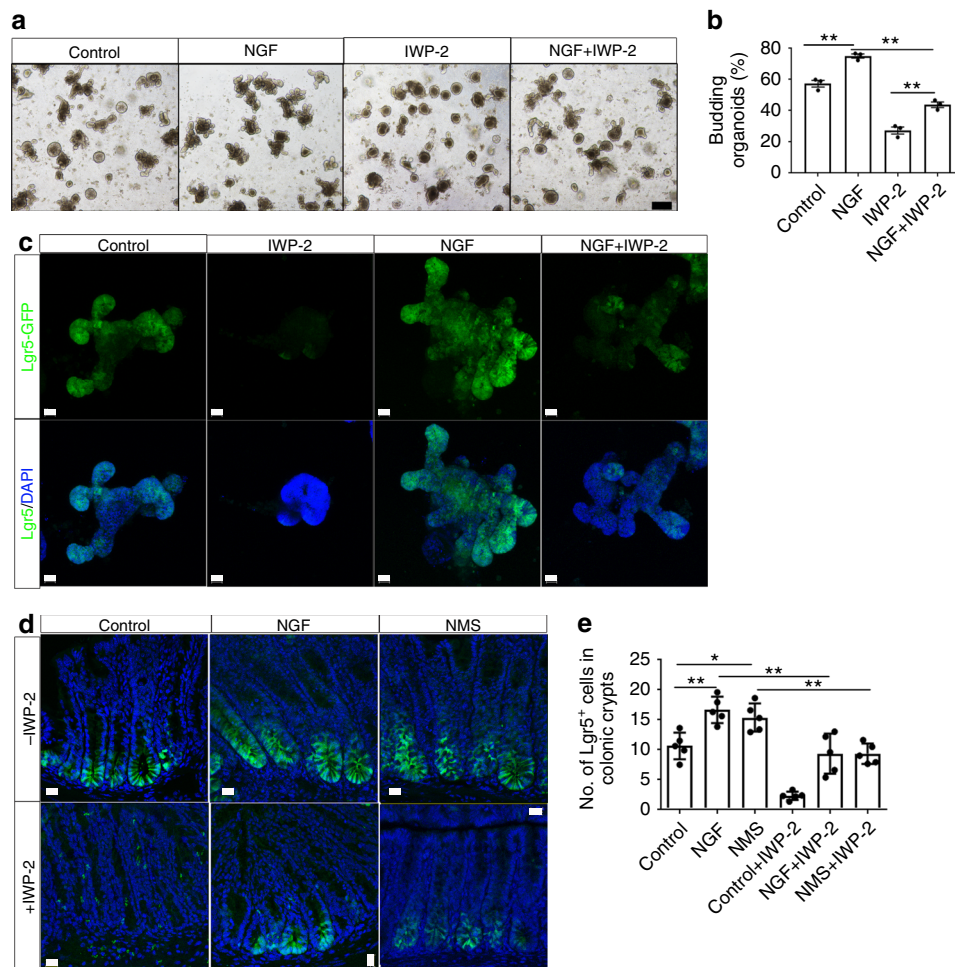 a
Control
NGF
IWP-2
NGF+IWP-2
b
Budding
organoids (%)
80
60
40
20
0
**
**
**
Control
NGF
IWP-2
NGF+IWP-2
c
Control
IWP-2
NGF
NGF+IWP-2
Lgr5-GFP
Lgr5/DAPI
d
Control
NGF
NMS
–IWP-2
+IWP-2
e
No. of Lgr5+ cells in
colonic crypts
25
20
15
10
5
0
*
**
**
**
Control
NGF
NMS
Control+IWP-2
NGF+IWP-2
NMS+IWP-2